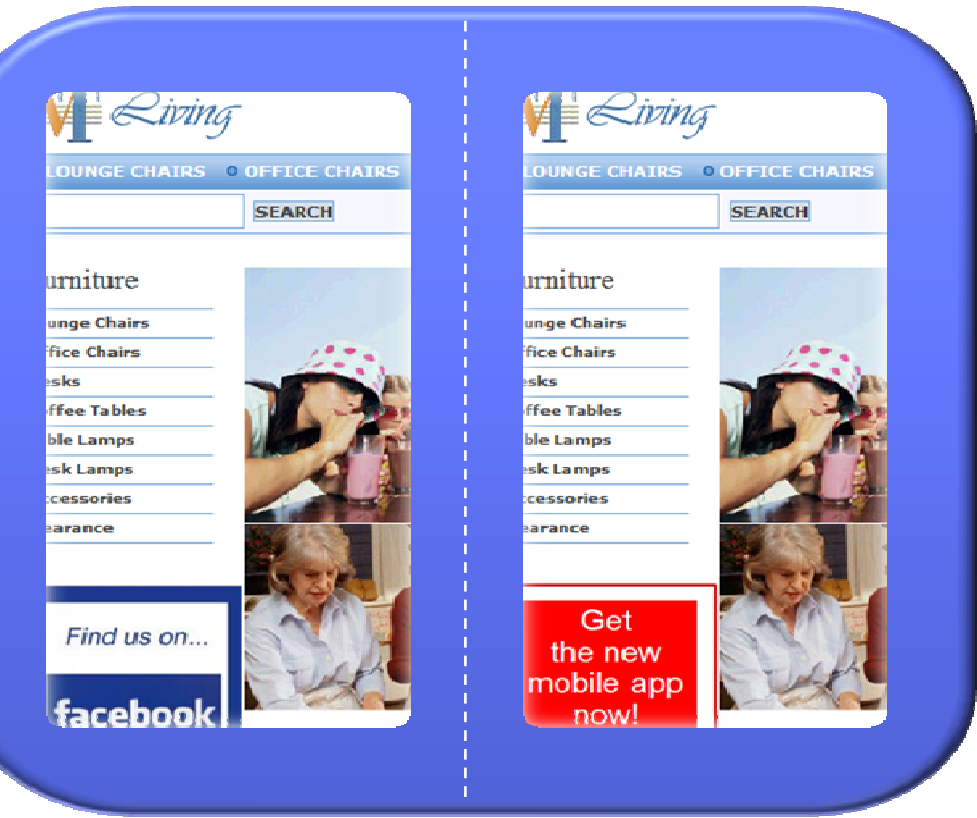 Living
LOUNGE CHAIRS OFFICE CHAIRS
SEARCH
urniture
unge Chairs
ffice Chairs
esks
ffee Tables
ble Lamps
esk Lamps
ccessories
earance
Find us on...
facebook
Living
LOUNGE CHAIRS OFFICE CHAIRS
SEARCH
urniture
unge Chairs
ffice Chairs
esks
ffee Tables
ble Lamps
esk Lamps
ccessories
earance
Get
the new
mobile app
now!